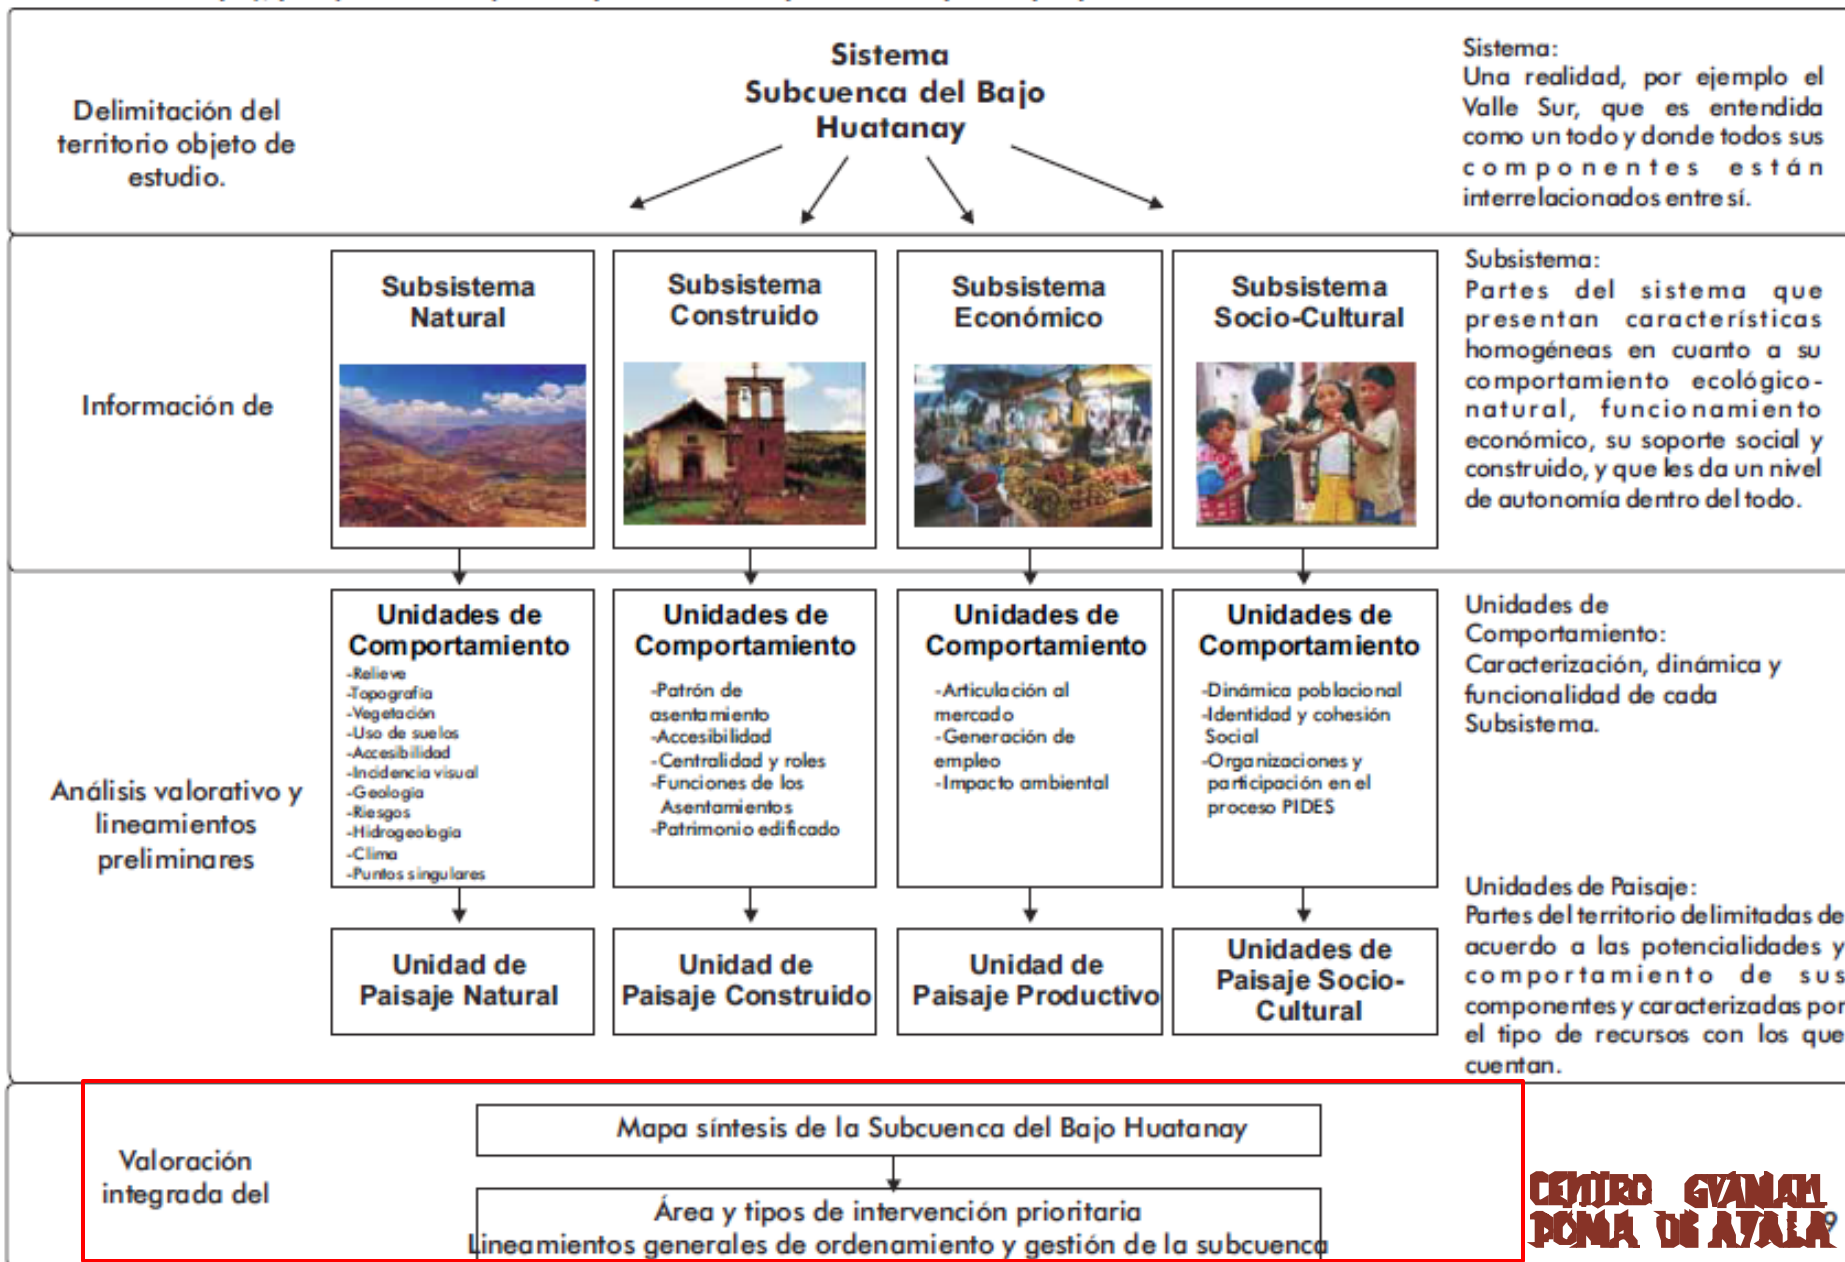 Sistema
Subcuenca del Bajo
Huatanay
Delimitación del
territorio objeto de
estudio.
Sistema:
Una realidad, por ejemplo el
Valle Sur, que es entendida
como un todo y donde todos sus
componentes están
interrelacionados entre sí.
Información de
Subsistema
Natural
Subsistema
Construido
Subsistema
Económico
Subsistema
Socio-Cultural
Subsistema:
Partes del sistema que
presentan características
homogéneas en cuanto a su
comportamiento ecológico-
natural, funcionamiento
económico, su soporte social y
construido, y que les da un nivel
de autonomía dentro del todo.
Análisis valorativo y
lineamientos
preliminares
Unidades de
Comportamiento
-Relieve
-Topografia
-Vegetación
-Uso de suelos
-Accesibilidad
-Incidencia visual
-Geologia
-Riesgos
-Hidrogeologia
-Clima
-Puntos singulares
Unidades de
Comportamiento
-Patrón de
asentamiento
-Accesibilidad
-Centralidad y roles
-Funciones de los
Asentamientos
-Patrimonio edificado
Unidades de
Comportamiento
-Articulación al
mercado
-Generación de
empleo
-Impacto ambiental
Unidades de
Comportamiento
-Dinámica poblacional
-Identidad y cohesión
Social
-Organizaciones y
participación en el
proceso PIDES
Unidades de
Comportamiento:
Caracterización, dinámica y
funcionalidad de cada
Subsistema.
Unidad de
Paisaje Natural
Unidad de
Paisaje Construido
Unidad de
Paisaje Productivo
Unidades de
Paisaje Socio-
Cultural
Unidades de Paisaje:
Partes del territorio delimitadas de
acuerdo a las potencialidades y
comportamiento de sus
componentes y caracterizadas por
el tipo de recursos con los que
cuentan.
Valoración
integrada del
Mapa síntesis de la Subcuenca del Bajo Huatanay
Área y tipos de intervención prioritaria
Lineamientos generales de ordenamiento y gestión de la subcuenca
CENTRO GVAMAN
POMA DE AYALA
9